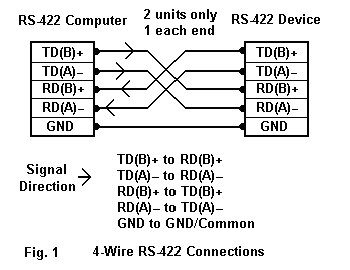 RS-422 Computer
2 units only
1 each end
RS-422 Device
TD(B)+
TD(A)–
RD(B)+
RD(A)–
GND
TD(B)+
TD(A)–
RD(B)+
RD(A)–
GND
Signal
Direction
TD(B)+ to RD(B)+
TD(A)– to RD(A)–
RD(B)+ to TD(B)+
RD(A)– to TD(A)–
GND to GND/Common
Fig. 1 4-Wire RS-422 Connections